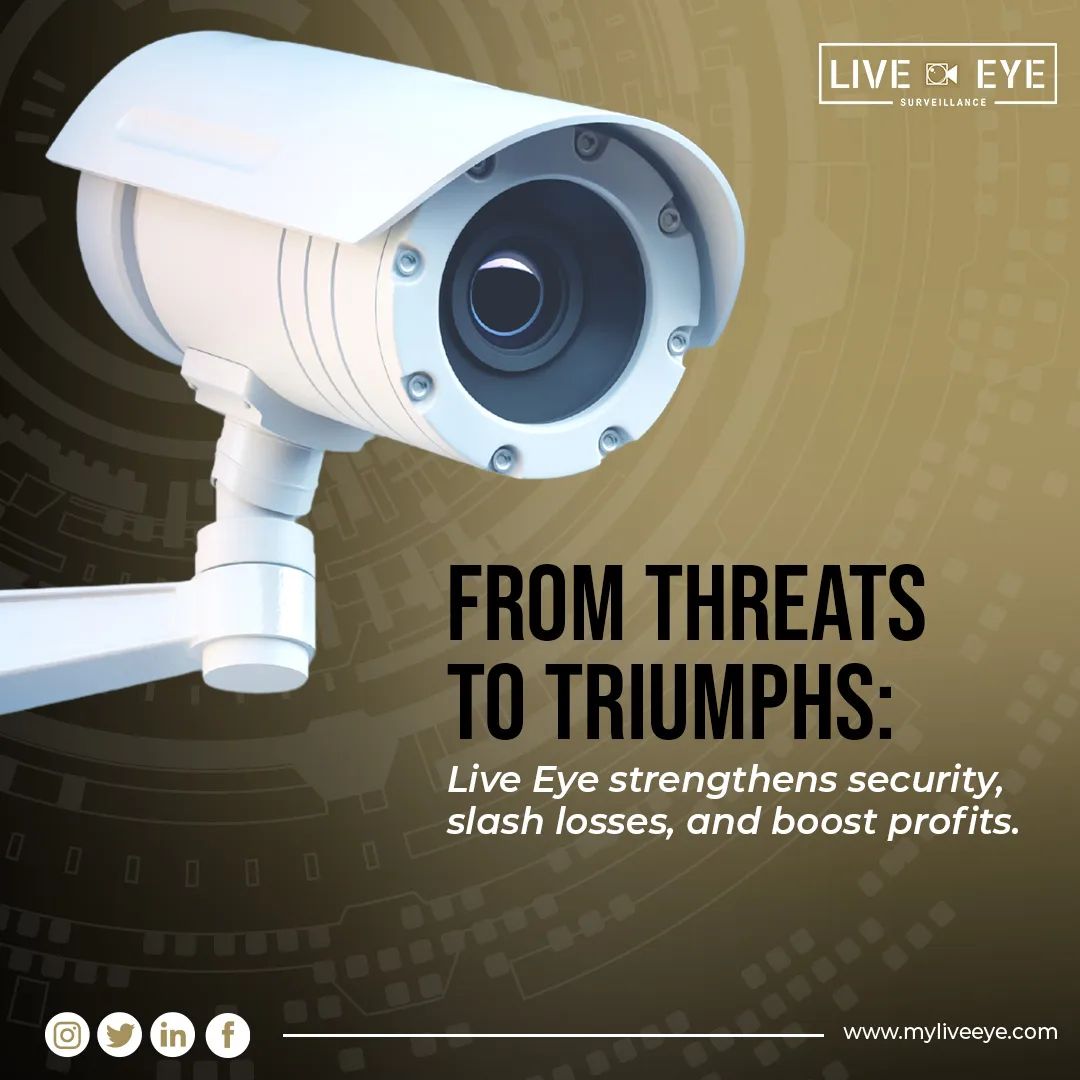 LIVE EYE
SURVEILLANCE
FROM THREATS
TO TRIUMPHS:
Live Eye strengthens security,
slash losses, and boost profits.
www.myliveeye.com